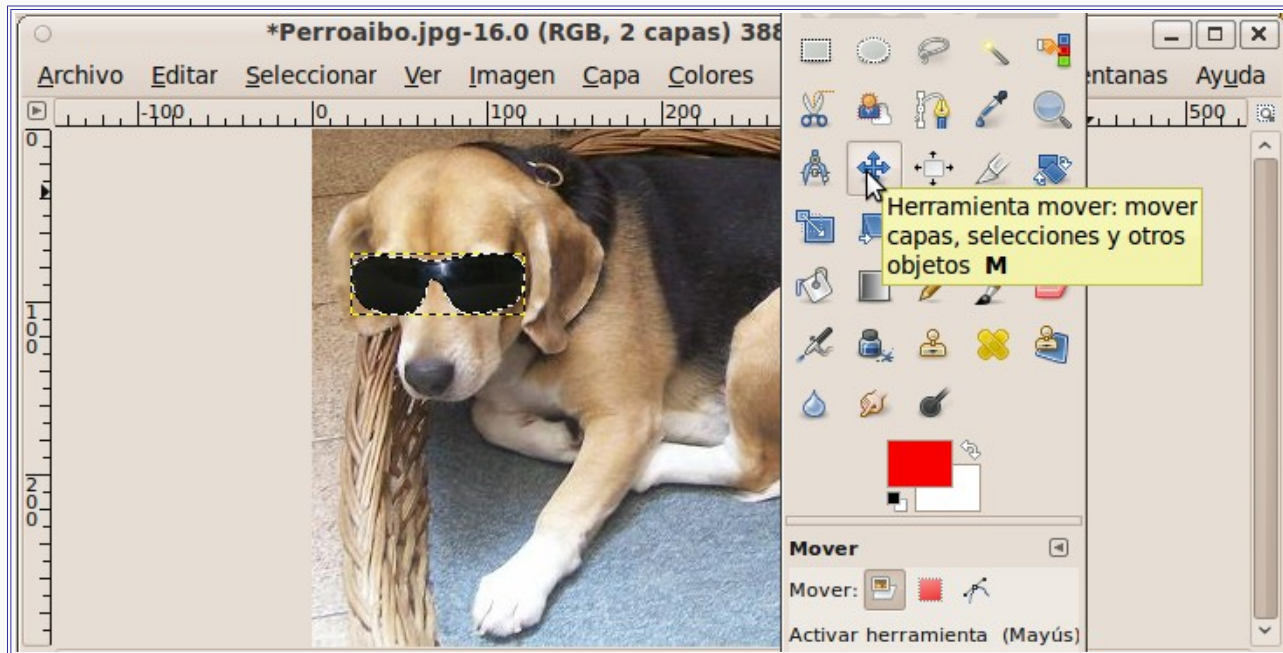 *Perroaibo.jpg-16.0 (RGB, 2 capas) 388
Archivo Editar Seleccionar Ver Imagen Capa Colores entanas Ayuda
-100 0 100 200 500
0
100
200
Herramienta mover: mover
capas, selecciones y otros
objetos M
Mover
Mover:
Activar herramienta (Mayús)